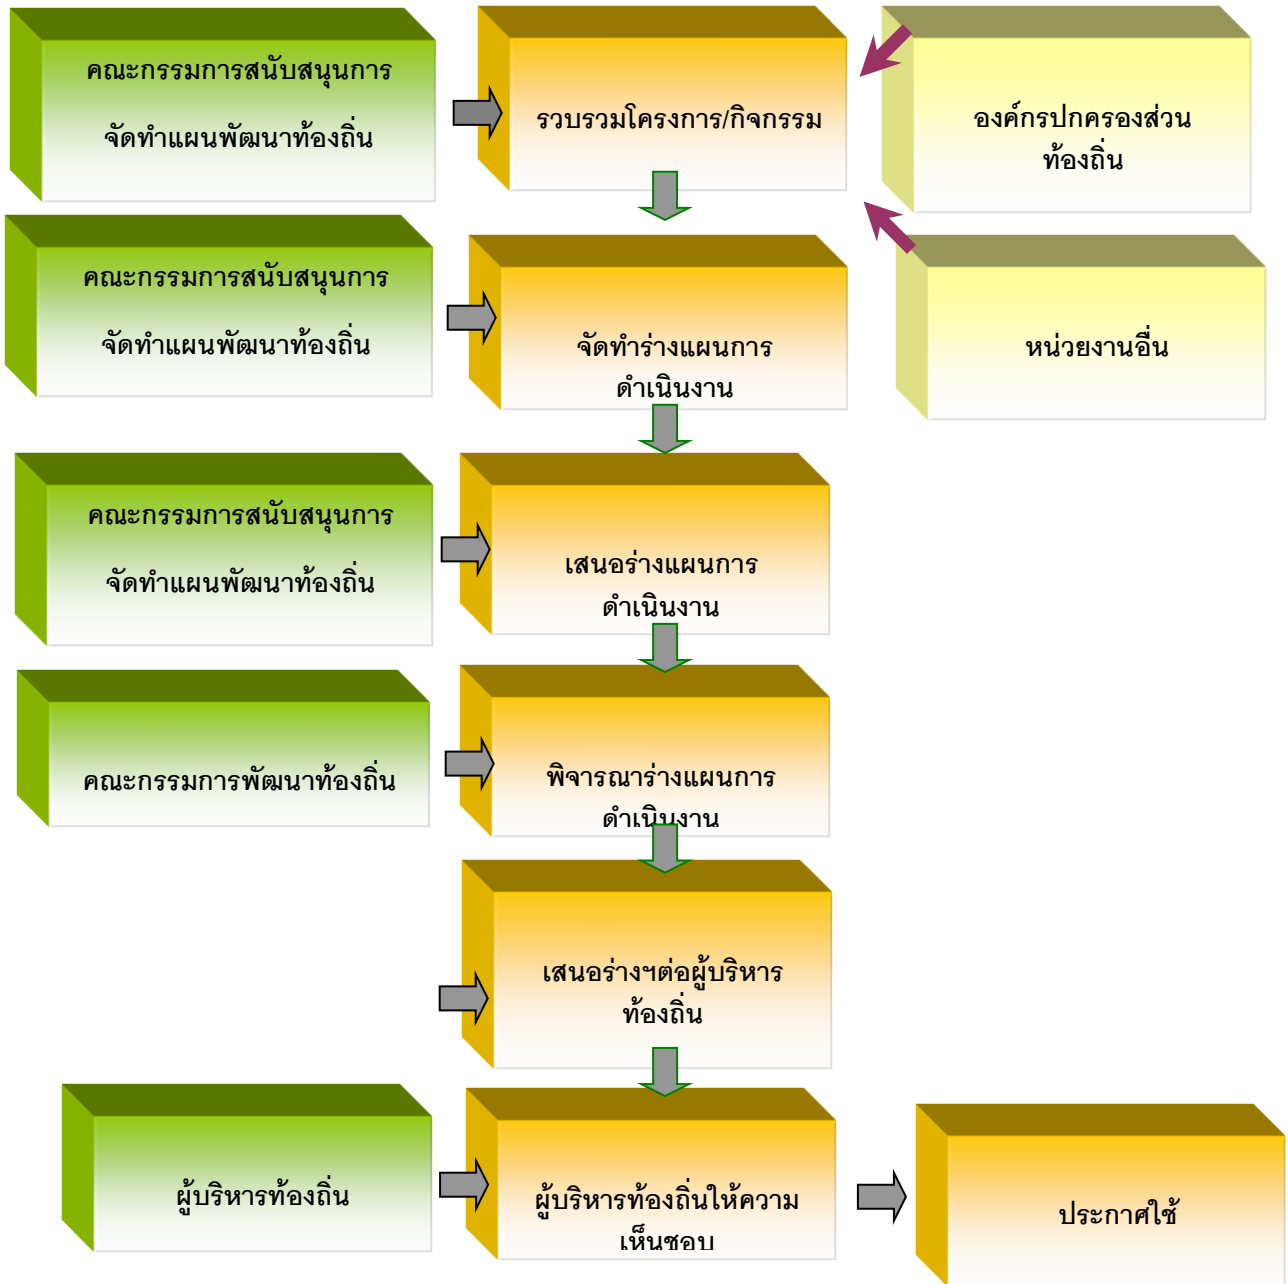 คณะกรรมการสนับสนุนการ
จัดทำแผนพัฒนาท้องถิ่น
รวบรวมโครงการ/กิจกรรม
องค์กรปกครองส่วน
ท้องถิ่น
คณะกรรมการสนับสนุนการ
จัดทำแผนพัฒนาท้องถิ่น
จัดทำร่างแผนการ
ดำเนินงาน
หน่วยงานอื่น
คณะกรรมการสนับสนุนการ
จัดทำแผนพัฒนาท้องถิ่น
เสนอร่างแผนการ
ดำเนินงาน
คณะกรรมการพัฒนาท้องถิ่น
พิจารณาร่างแผนการ
ดำเนินงาน
เสนอร่างฯต่อผู้บริหาร
ท้องถิ่น
ผู้บริหารท้องถิ่น
ผู้บริหารท้องถิ่นให้ความ
เห็นชอบ
ประกาศใช้